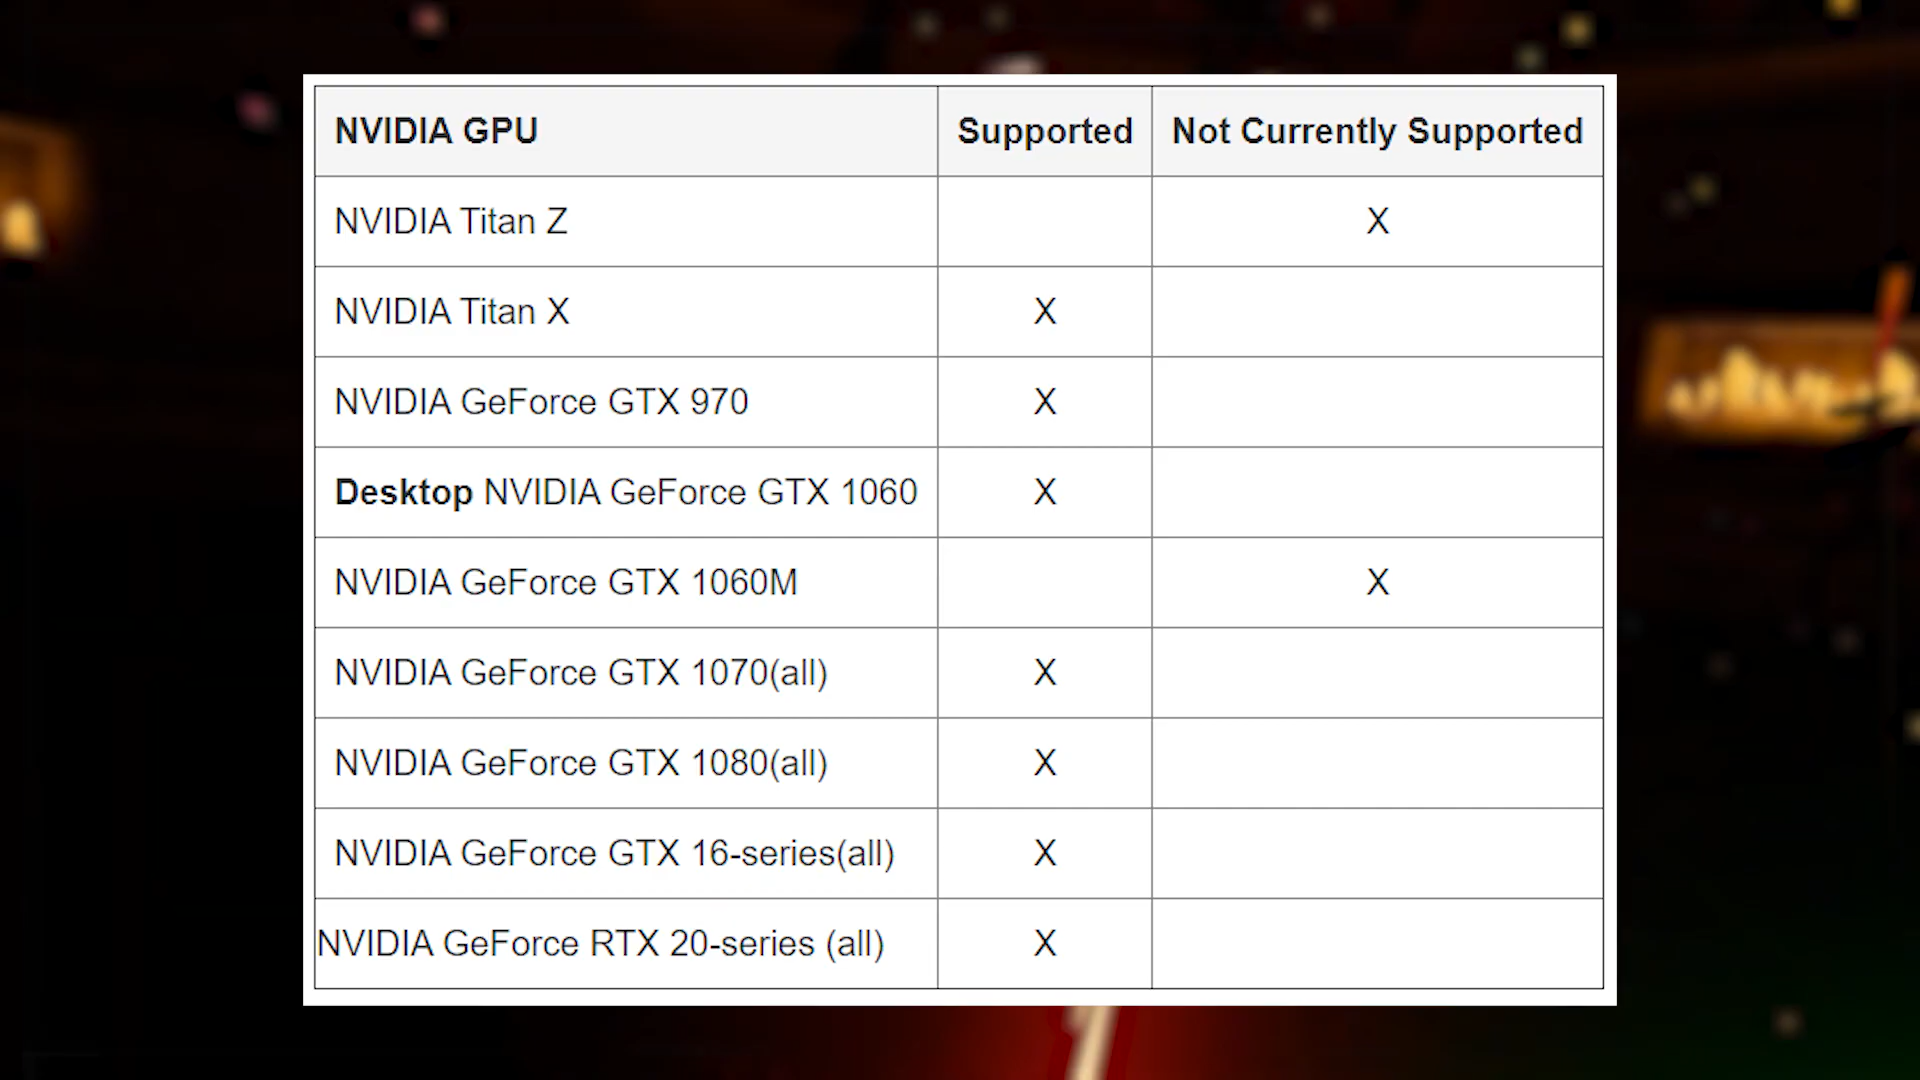 NVIDIA GPU Supported Not Currently Supported
NVIDIA Titan Z X
NVIDIA Titan X X
NVIDIA GeForce GTX 970 X
Desktop NVIDIA GeForce GTX 1060 X
NVIDIA GeForce GTX 1060M X
NVIDIA GeForce GTX 1070(all) X
NVIDIA GeForce GTX 1080(all) X
NVIDIA GeForce GTX 16-series(all) X
NVIDIA GeForce RTX 20-series (all) X